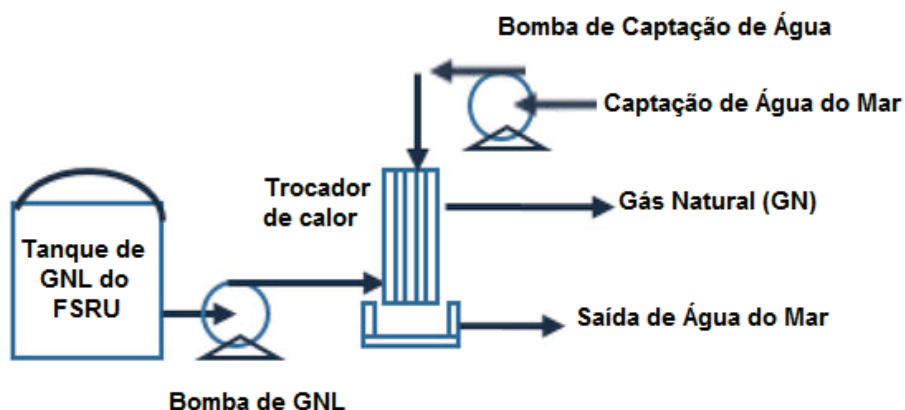 Bomba de Captação de Água
Captação de Água do Mar
Trocador
de calor
Gás Natural (GN)
Tanque de
GNL do
FSRU
Saída de Água do Mar
Bomba de GNL